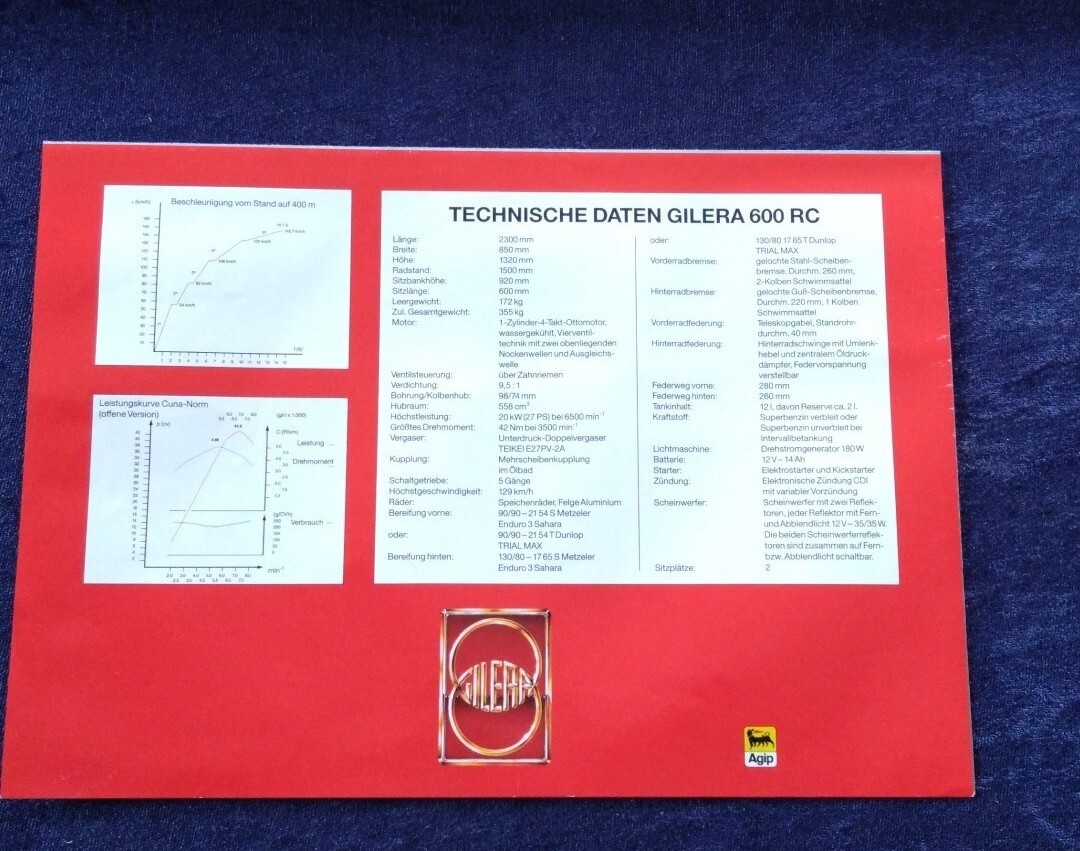 Beschleunigung vom Stand auf 400 m
Leistungskurve Cuna-Norm
(offene Version)
Leistung
Drehmoment
Verbrauch
min⁻¹
TECHNISCHE DATEN GILERA 600 RC
Länge: 2300 mm
Breite: 850 mm
Höhe: 1320 mm
Radstand: 1500 mm
Sitzbankhöhe: 920 mm
Sitzlänge: 600 mm
Leergewicht: 172 kg
Zul. Gesamtgewicht: 355 kg
Motor: 1-Zylinder-4-Takt-Ottomotor,
wassergekühlt, Vierventil-
technik mit zwei obenliegenden
Nockenwellen und Ausgleichs-
welle
Ventilsteuerung: über Zahnriemen
Verdichtung: 9,5 : 1
Bohrung/Kolbenhub: 98/74 mm
Hubraum: 558 cm³
Höchstleistung: 20 kW (27 PS) bei 6500 min⁻¹
Größtes Drehmoment: 42 Nm bei 3500 min⁻¹
Vergaser: Unterdruck-Doppelvergaser
TEIKEI E27PV-2A
Kupplung: Mehrscheibenkupplung
im Ölbad
Schaltgetriebe: 5 Gänge
Höchstgeschwindigkeit: 129 km/h
Räder: Speichenräder, Felge Aluminium
Bereifung vorne: 90/90 – 21 54 S Metzeler
Enduro 3 Sahara
oder: 90/90 – 21 54 T Dunlop
TRIAL MAX
Bereifung hinten: 130/80 – 17 65 S Metzeler
Enduro 3 Sahara
oder: 130/80 17 65 T Dunlop
TRIAL MAX
Vorderradbremse: gelochte Stahl-Scheiben-
bremse, Durchm. 260 mm,
2-Kolben Schwimmsattel
Hinterradbremse: gelochte Guß-Scheibenbremse,
Durchm. 220 mm, 1 Kolben
Schwimmsattel
Vorderradfederung: Teleskopgabel, Standrohr-
durchm. 40 mm
Hinterradfederung: Hinterradschwinge mit Umlenk-
hebel und zentralem Öldruck-
dämpfer, Federvorspannung
verstellbar
Federweg vorne: 280 mm
Federweg hinten: 260 mm
Tankinhalt: 12 l, davon Reserve ca. 2 l.
Kraftstoff: Superbenzin verbleit oder
Superbenzin unverbleit bei
Intervallbetankung
Lichtmaschine: Drehstromgenerator 180 W
Batterie: 12 V – 14 Ah
Starter: Elektrostarter und Kickstarter
Zündung: Elektronische Zündung CDI
mit variabler Vorzündung
Scheinwerfer: Scheinwerfer mit zwei Reflek-
toren, jeder Reflektor mit Fern-
und Abblendlicht 12 V – 35/35 W.
Die beiden Scheinwerferreflek-
toren sind zusammen auf Fern-
bzw. Abblendlicht schaltbar.
Sitzplätze: 2
GILERA
Agip